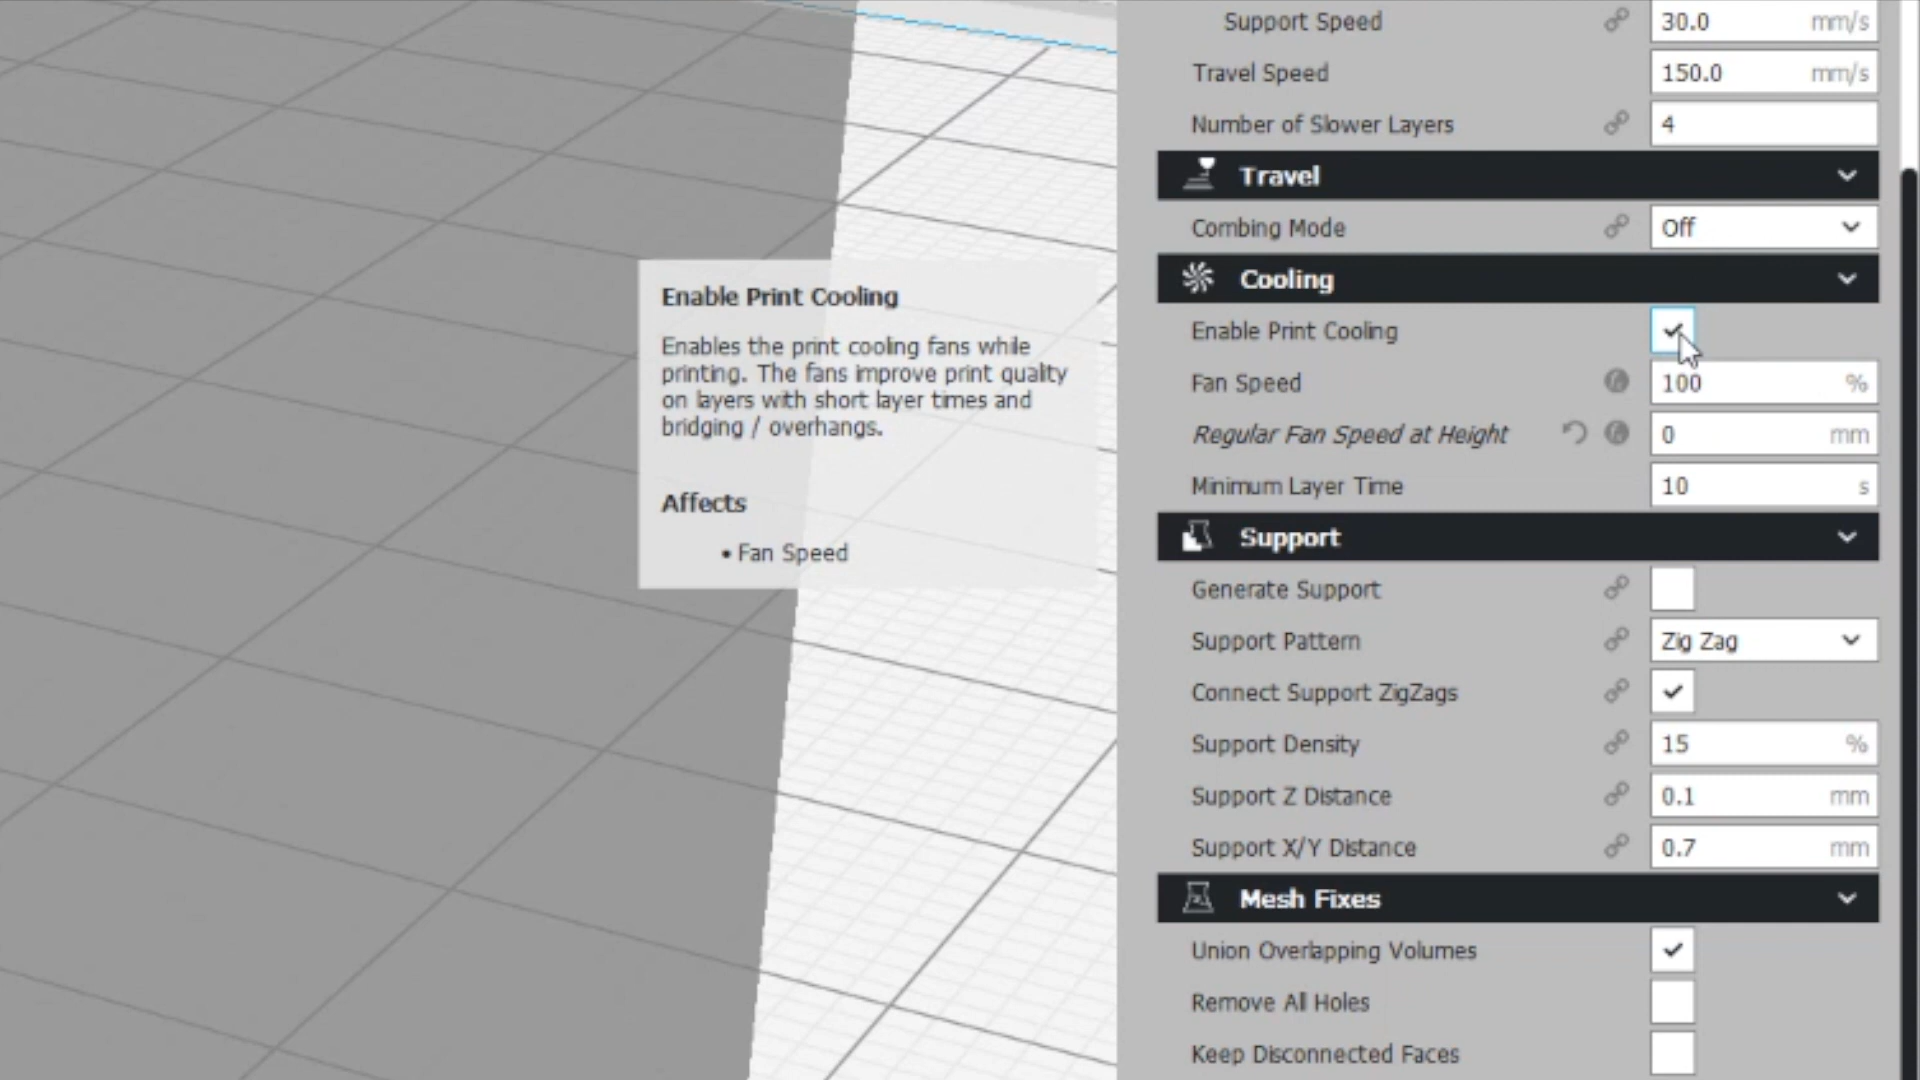 Support Speed 30.0 mm/s
Travel Speed 150.0 mm/s
Number of Slower Layers 4
Travel
Combing Mode Off
Cooling
Enable Print Cooling
Fan Speed 100 %
Regular Fan Speed at Height 0 mm
Minimum Layer Time 10 s
Support
Generate Support
Support Pattern Zig Zag
Connect Support ZigZags
Support Density 15 %
Support Z Distance 0.1 mm
Support X/Y Distance 0.7 mm
Mesh Fixes
Union Overlapping Volumes
Remove All Holes
Keep Disconnected Faces
Enable Print Cooling
Enables the print cooling fans while
printing. The fans improve print quality
on layers with short layer times and
bridging / overhangs.
Affects
• Fan Speed